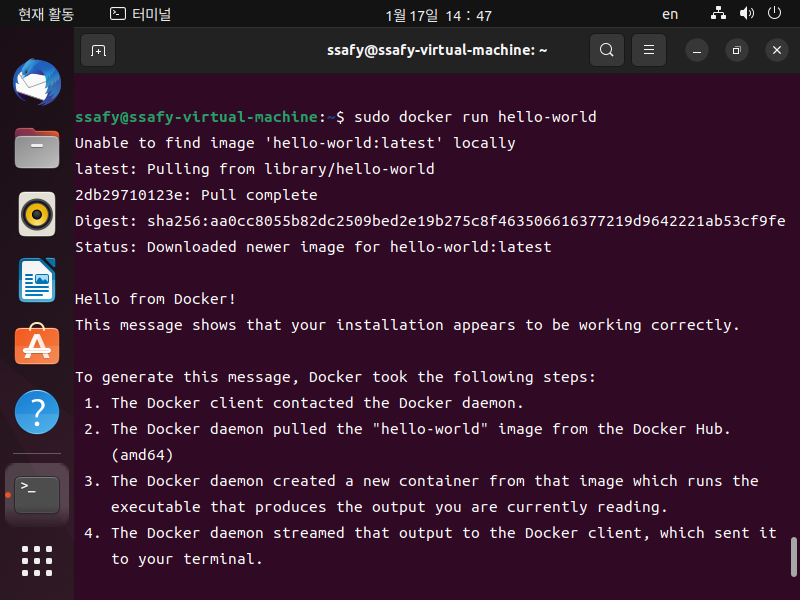 현재 활동
터미널
1월 17일 14 : 47
en
ssafy@ssafy-virtual-machine: ~
ssafy@ssafy-virtual-machine:~$ sudo docker run hello-world
Unable to find image 'hello-world:latest' locally
latest: Pulling from library/hello-world
2db29710123e: Pull complete
Digest: sha256:aa0cc8055b82dc2509bed2e19b275c8f463506616377219d9642221ab53cf9fe
Status: Downloaded newer image for hello-world:latest
Hello from Docker!
This message shows that your installation appears to be working correctly.
To generate this message, Docker took the following steps:
1. The Docker client contacted the Docker daemon.
2. The Docker daemon pulled the "hello-world" image from the Docker Hub.
(amd64)
3. The Docker daemon created a new container from that image which runs the
executable that produces the output you are currently reading.
4. The Docker daemon streamed that output to the Docker client, which sent it
to your terminal.